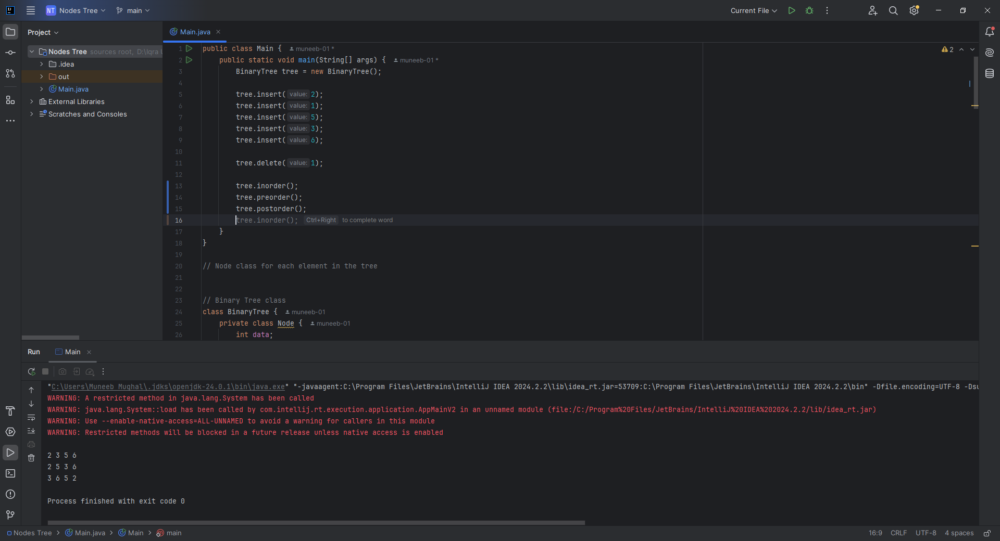 NT Nodes Tree main Current File
Project
Main.java
Nodes Tree sources root, D:\Iqra
.idea
out
Main.java
External Libraries
Scratches and Consoles
1 public class Main { muneeb-01 *
2 public static void main(String[] args) { muneeb-01 *
3 BinaryTree tree = new BinaryTree();
4
5 tree.insert( value: 2);
6 tree.insert( value: 1);
7 tree.insert( value: 5);
8 tree.insert( value: 3);
9 tree.insert( value: 6);
10
11 tree.delete( value: 1);
12
13 tree.inorder();
14 tree.preorder();
15 tree.postorder();
16 tree.inorder(); Ctrl+Right to complete word
17 }
18 }
19
20 // Node class for each element in the tree
21
22
23 // Binary Tree class
24 class BinaryTree { muneeb-01
25 private class Node { muneeb-01
26 int data;
2
Run Main
"C:\Users\Muneeb Mughal\.jdks\openjdk-24.0.1\bin\java.exe" "-javaagent:C:\Program Files\JetBrains\IntelliJ IDEA 2024.2.2\lib\idea_rt.jar=53709:C:\Program Files\JetBrains\IntelliJ IDEA 2024.2.2\bin" -Dfile.encoding=UTF-8 -Dsu
WARNING: A restricted method in java.lang.System has been called
WARNING: java.lang.System::load has been called by com.intellij.rt.execution.application.AppMainV2 in an unnamed module (file:/C:/Program%20Files/JetBrains/IntelliJ%20IDEA%202024.2.2/lib/idea_rt.jar)
WARNING: Use --enable-native-access=ALL-UNNAMED to avoid a warning for callers in this module
WARNING: Restricted methods will be blocked in a future release unless native access is enabled
2 3 5 6
2 5 3 6
3 6 5 2
Process finished with exit code 0
Nodes Tree > Main.java > Main > main 16:9 CRLF UTF-8 4 spaces